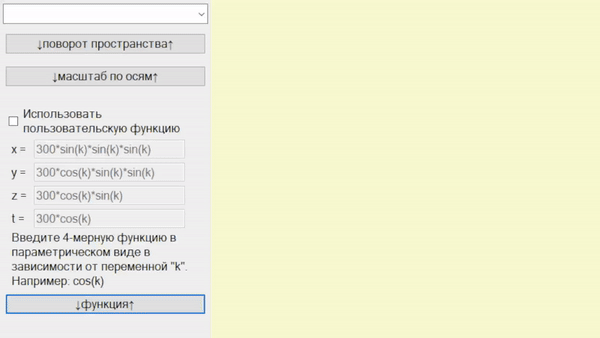 ↓поворот пространства↑
↓масштаб по осям↑
Использовать
пользовательскую функцию
x = 300*sin(k)*sin(k)*sin(k)
y = 300*cos(k)*sin(k)*sin(k)
z = 300*cos(k)*sin(k)
t = 300*cos(k)
Введите 4-мерную функцию в
параметрическом виде в
зависимости от переменной "k".
Например: cos(k)
↓функция↑